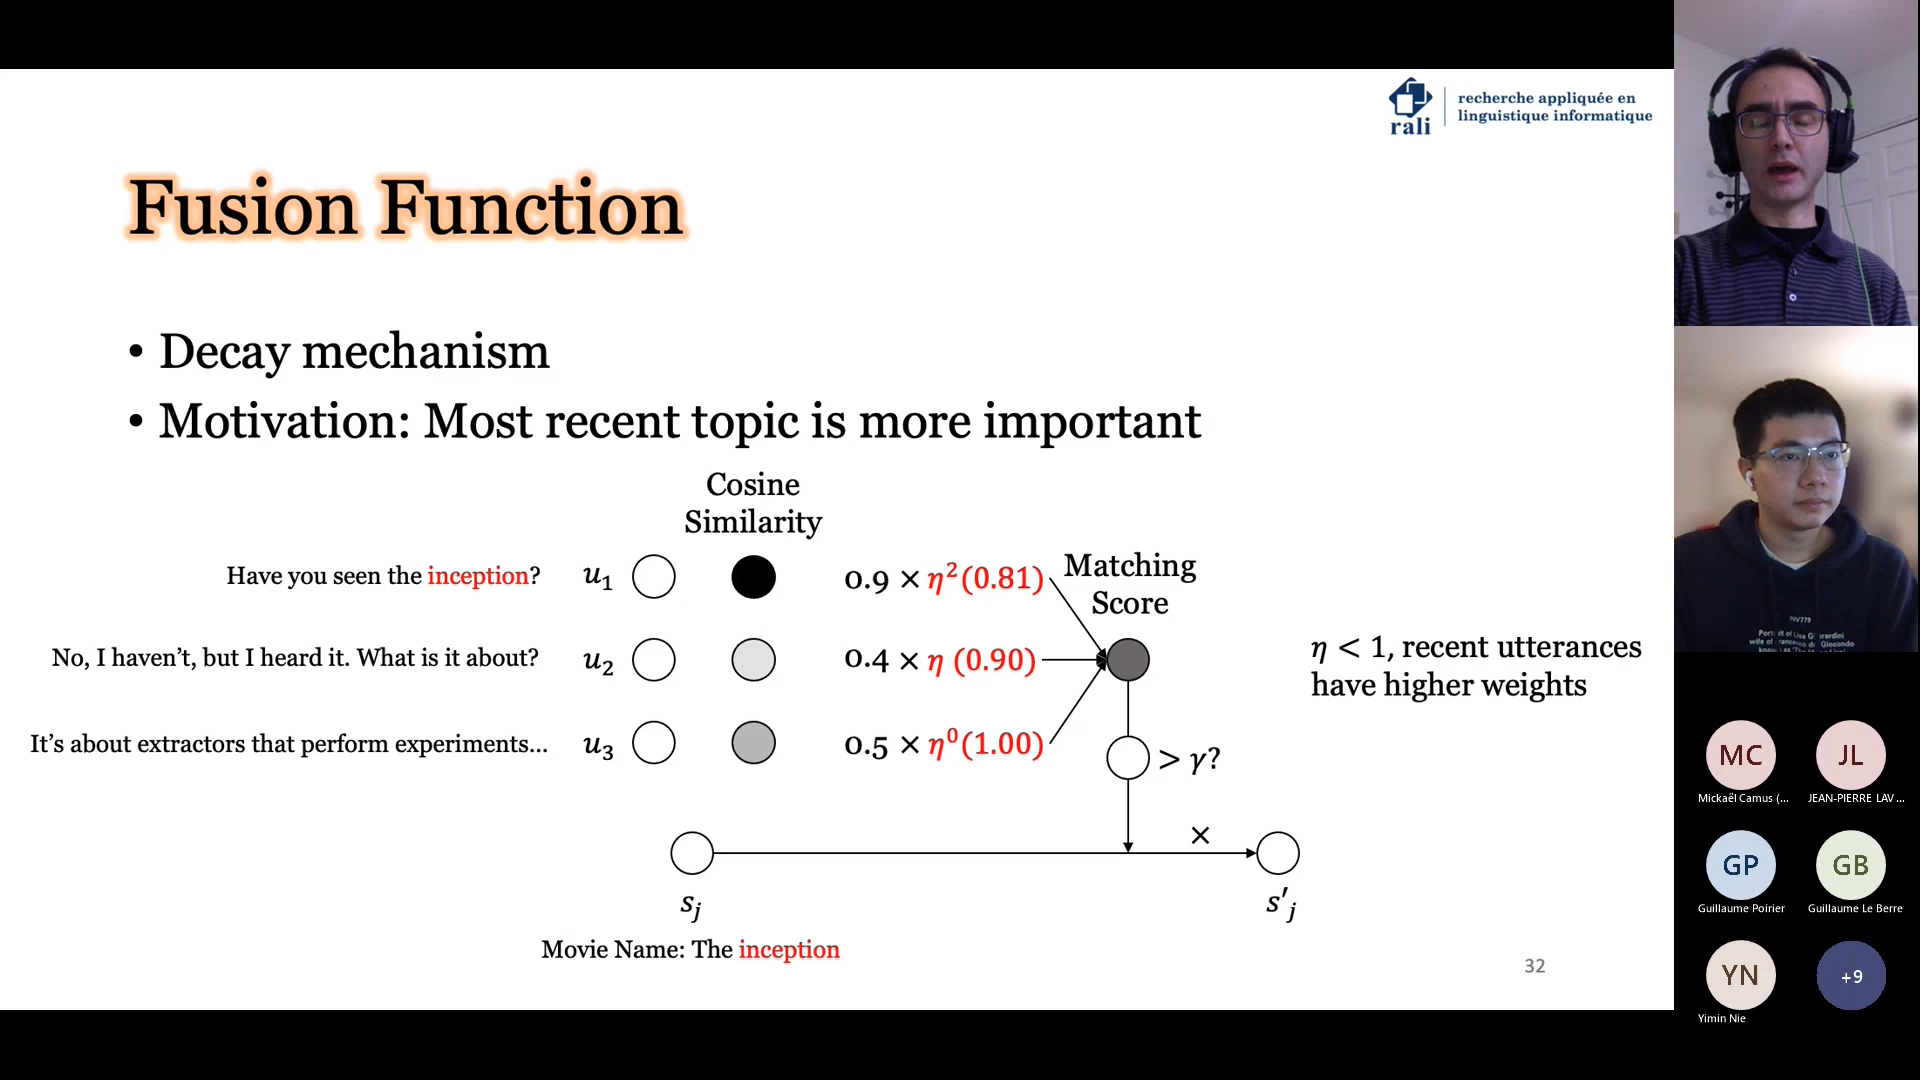 rali
recherche appliquée en
linguistique informatique
Fusion Function
• Decay mechanism
• Motivation: Most recent topic is more important
Cosine
Similarity
Matching
Score
Have you seen the inception? u₁ 0.9 × η²(0.81)
No, I haven't, but I heard it. What is it about? u₂ 0.4 × η (0.90)
It's about extractors that perform experiments... u₃ 0.5 × η⁰(1.00)
η < 1, recent utterances
have higher weights
> γ?
×
sⱼ s'ⱼ
Movie Name: The inception
32
INV779
MC JL
Mickaël Camus (... JEAN-PIERRE LAV...
GP GB
Guillaume Poirier Guillaume Le Berre
YN +9
Yimin Nie